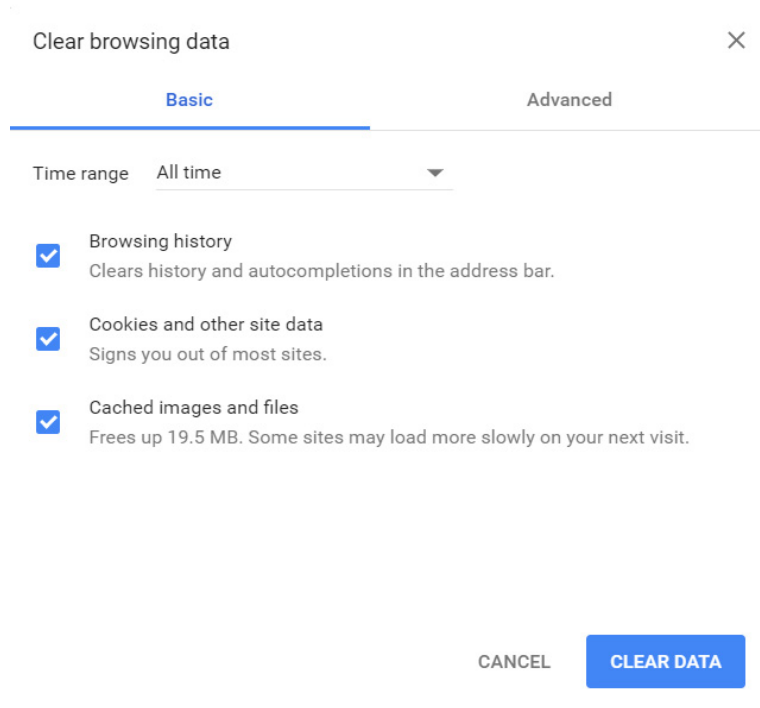 Clear browsing data
Basic
Advanced
Time range
All time
Browsing history
Clears history and autocompletions in the address bar.
Cookies and other site data
Signs you out of most sites.
Cached images and files
Frees up 19.5 MB. Some sites may load more slowly on your next visit.
CANCEL
CLEAR DATA